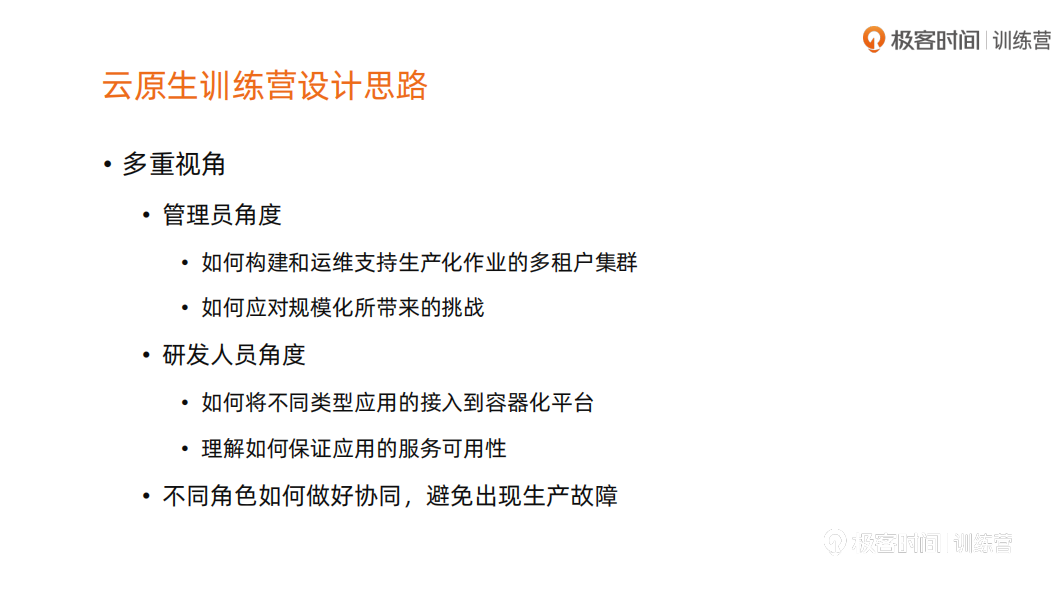 极客时间 | 训练营
云原生训练营设计思路
• 多重视角
• 管理员角度
• 如何构建和运维支持生产化作业的多租户集群
• 如何应对规模化所带来的挑战
• 研发人员角度
• 如何将不同类型应用的接入到容器化平台
• 理解如何保证应用的服务可用性
• 不同角色如何做好协同，避免出现生产故障
极客时间 | 训练营